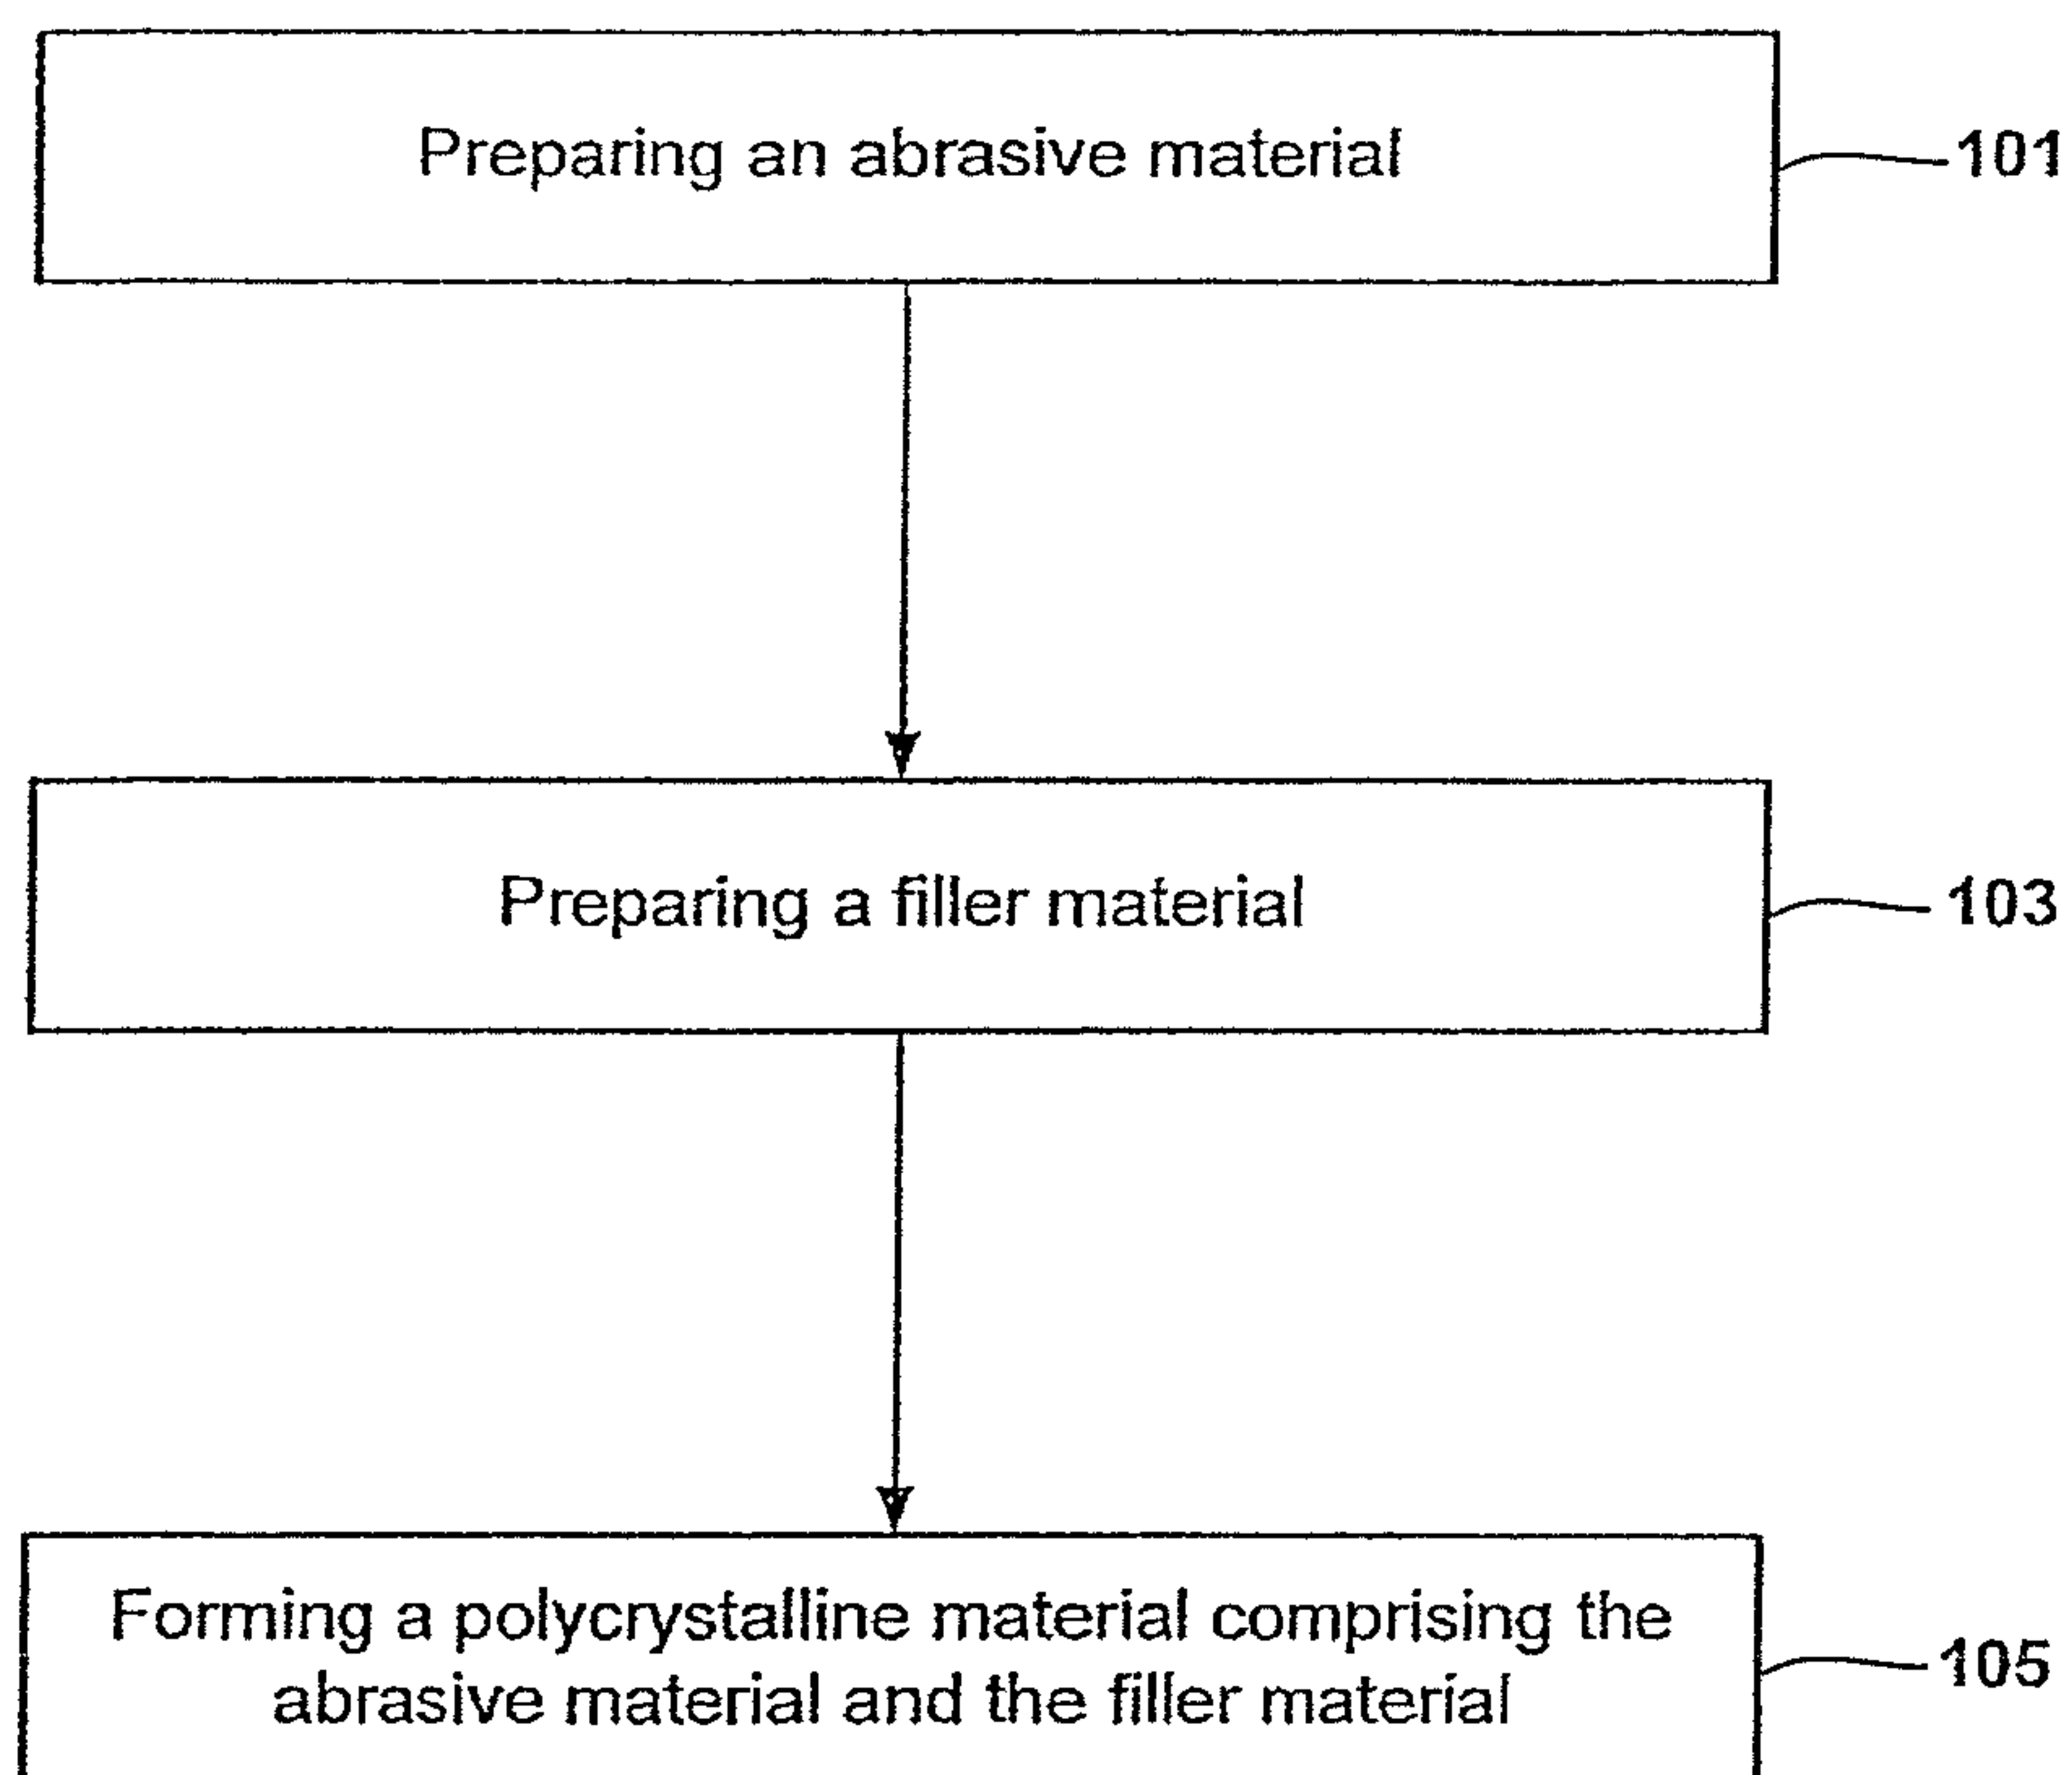 Preparing an abrasive material
101
Preparing a filler material
103
Forming a polycrystalline material comprising the
abrasive material and the filler material
105